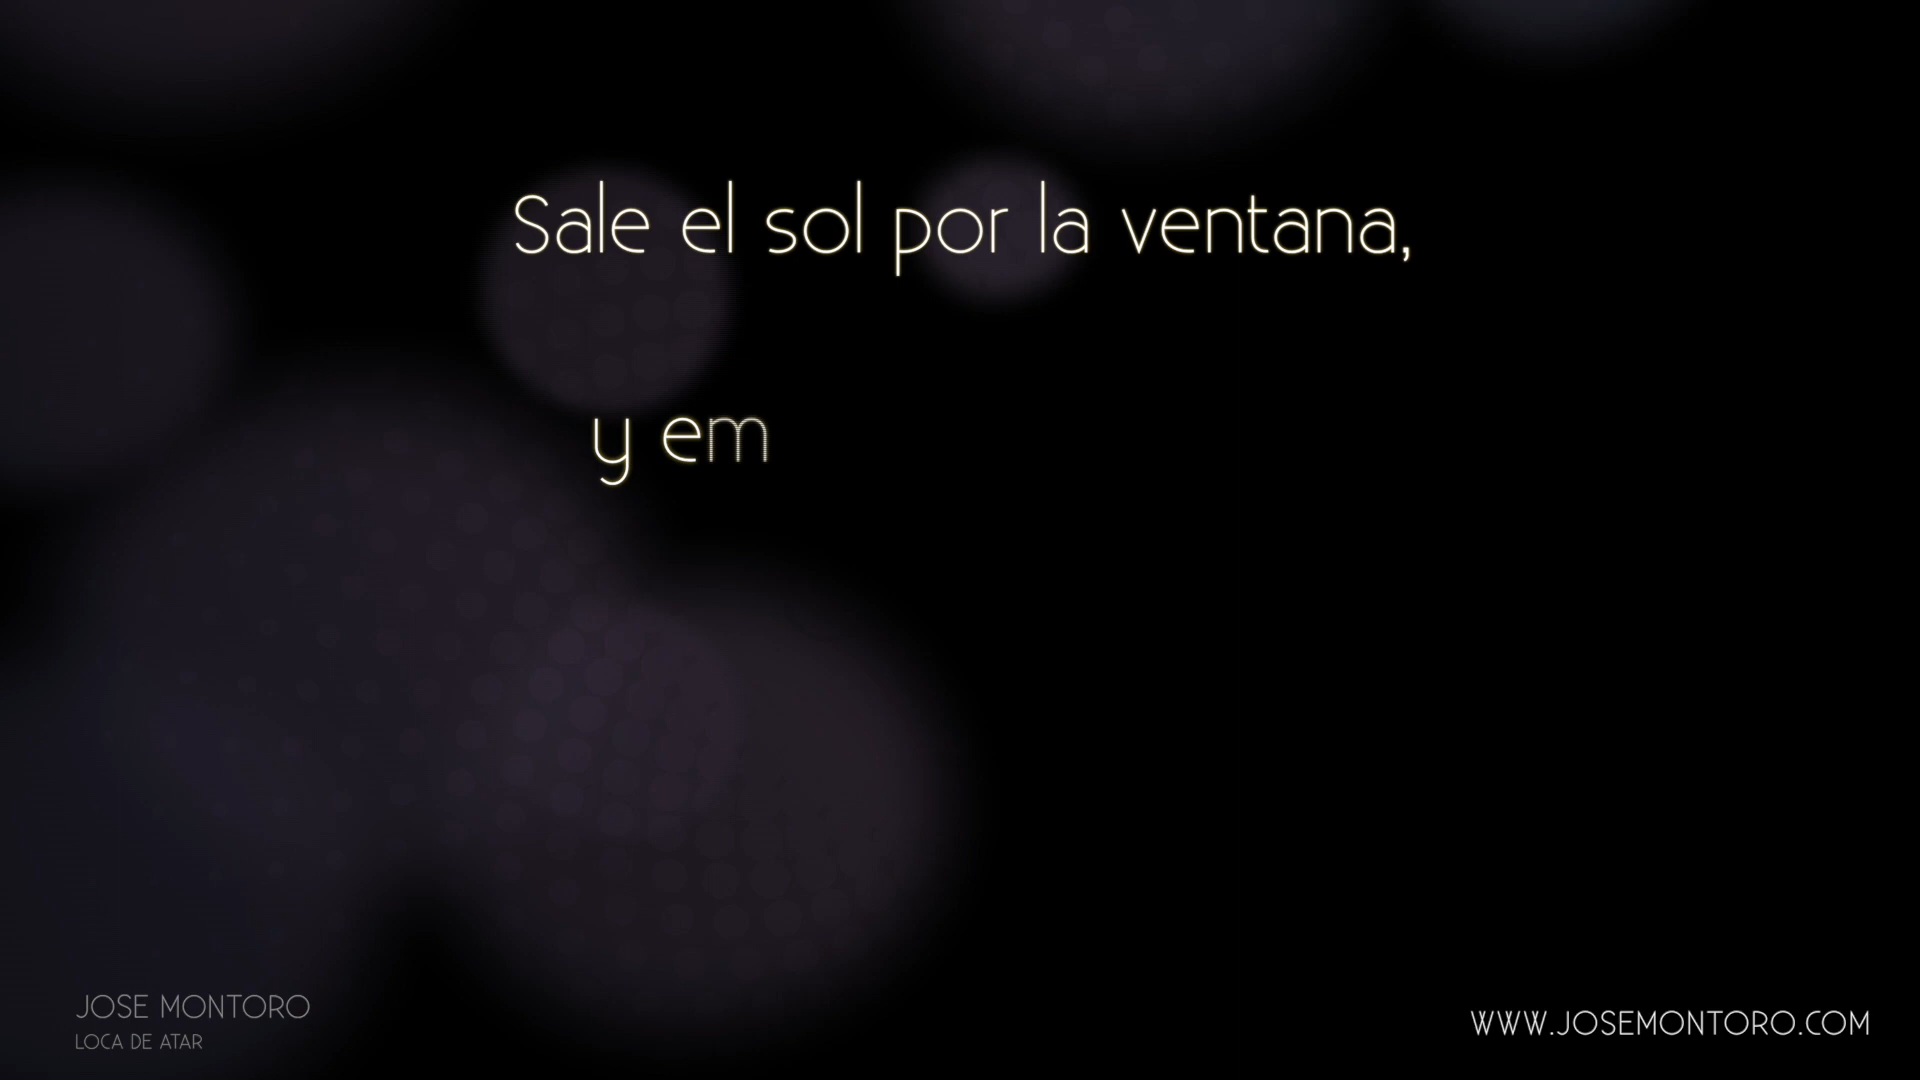 Sale el sol por la ventana,
y em
JOSE MONTORO
LOCA DE ATAR
WWW.JOSEMONTORO.COM